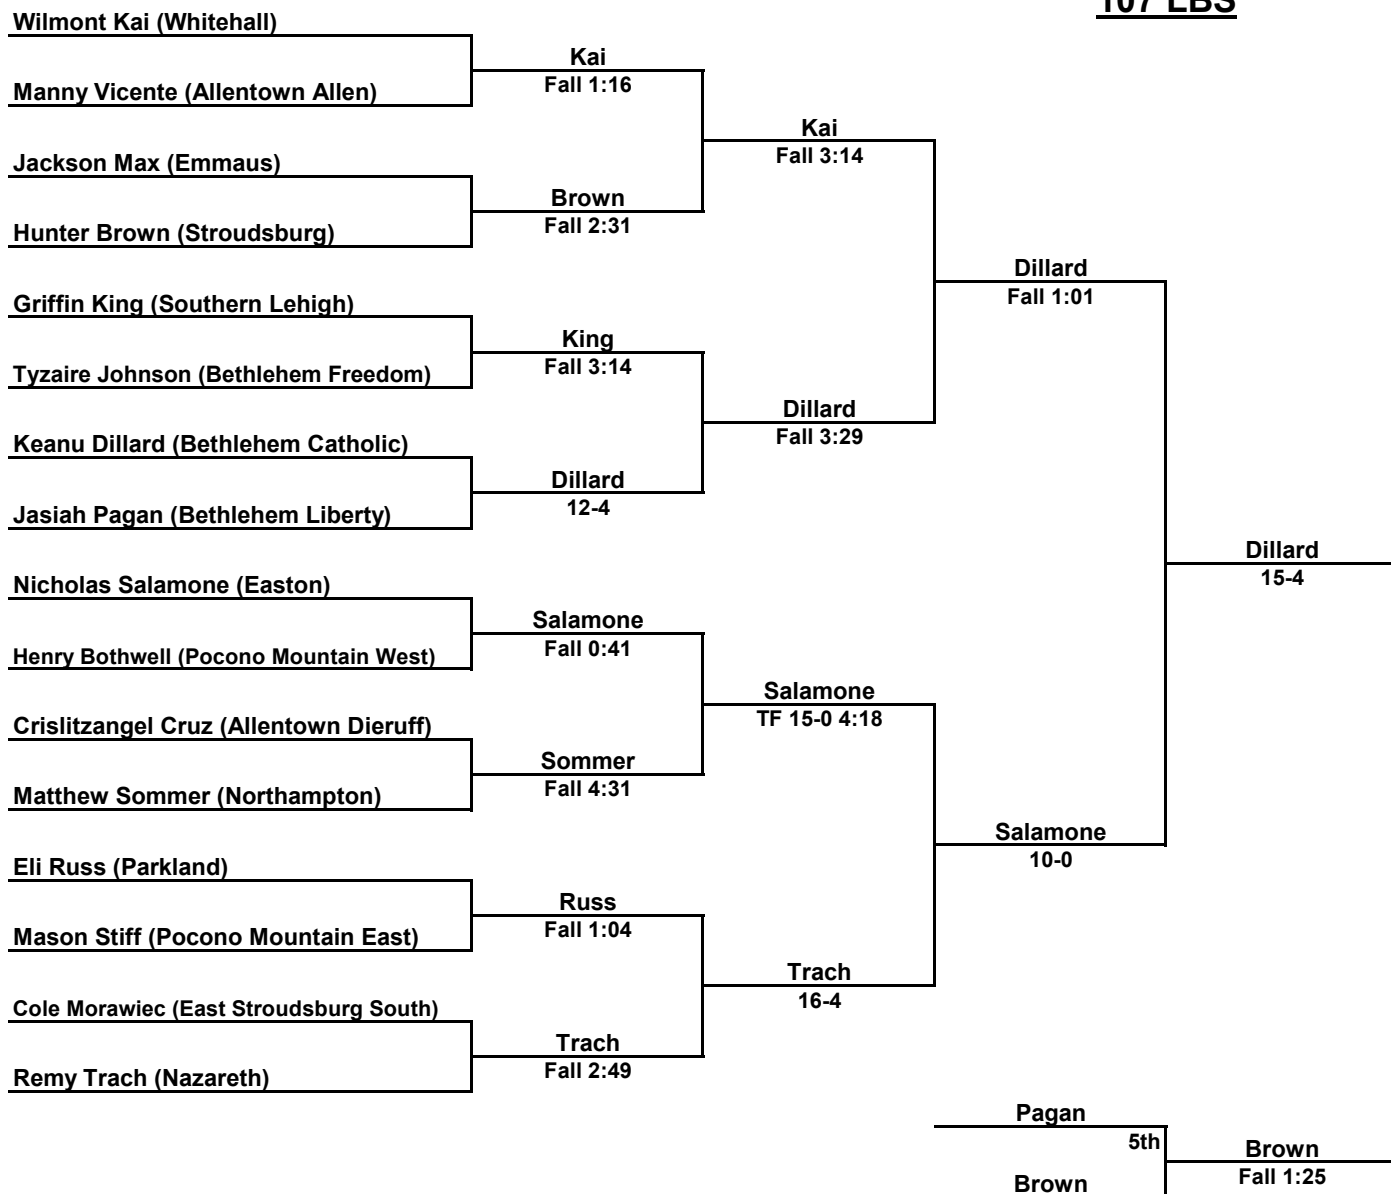 107 LBS
Wilmont Kai (Whitehall)
Kai
Fall 1:16
Manny Vicente (Allentown Allen)
Kai
Fall 3:14
Jackson Max (Emmaus)
Brown
Fall 2:31
Hunter Brown (Stroudsburg)
Dillard
Fall 1:01
Griffin King (Southern Lehigh)
King
Fall 3:14
Tyzaire Johnson (Bethlehem Freedom)
Dillard
Fall 3:29
Keanu Dillard (Bethlehem Catholic)
Dillard
12-4
Jasiah Pagan (Bethlehem Liberty)
Dillard
15-4
Nicholas Salamone (Easton)
Salamone
Fall 0:41
Henry Bothwell (Pocono Mountain West)
Salamone
TF 15-0 4:18
Crislitzangel Cruz (Allentown Dieruff)
Sommer
Fall 4:31
Matthew Sommer (Northampton)
Salamone
10-0
Eli Russ (Parkland)
Russ
Fall 1:04
Mason Stiff (Pocono Mountain East)
Trach
16-4
Cole Morawiec (East Stroudsburg South)
Trach
Fall 2:49
Remy Trach (Nazareth)
Pagan
5th
Brown
Fall 1:25
Brown